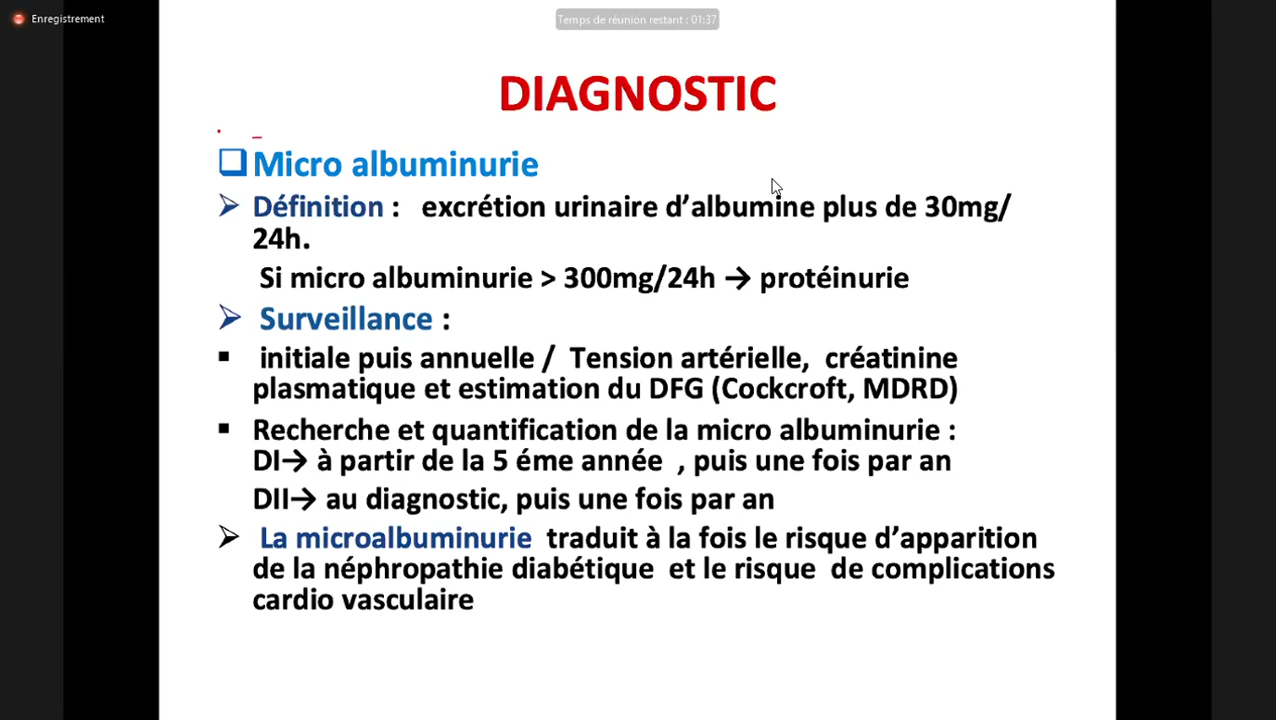 Enregistrement
Temps de réunion restant : 01:37
DIAGNOSTIC
Micro albuminurie
Définition : excrétion urinaire d’albumine plus de 30mg/
24h.
Si micro albuminurie > 300mg/24h → protéinurie
Surveillance :
initiale puis annuelle / Tension artérielle, créatinine
plasmatique et estimation du DFG (Cockcroft, MDRD)
Recherche et quantification de la micro albuminurie :
DI→ à partir de la 5 éme année , puis une fois par an
DII→ au diagnostic, puis une fois par an
La microalbuminurie traduit à la fois le risque d’apparition
de la néphropathie diabétique et le risque de complications
cardio vasculaire